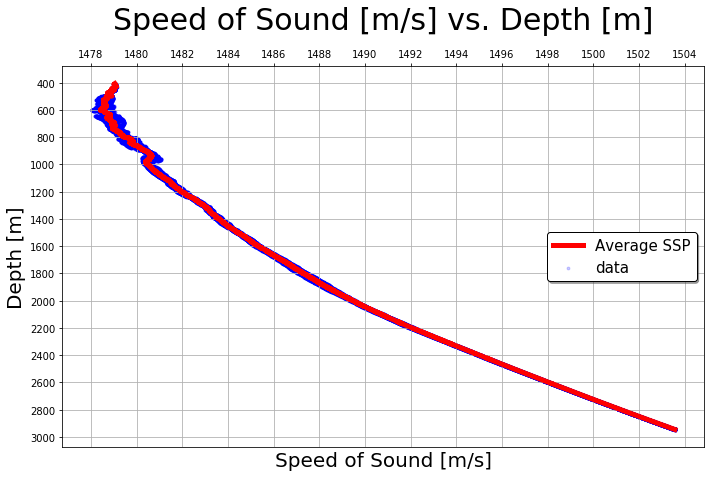 Speed of Sound [m/s] vs. Depth [m]
1478 1480 1482 1484 1486 1488 1490 1492 1494 1496 1498 1500 1502 1504
400
600
800
1000
1200
1400
1600
1800
2000
2200
2400
2600
2800
3000
Depth [m]
Average SSP
data
Speed of Sound [m/s]